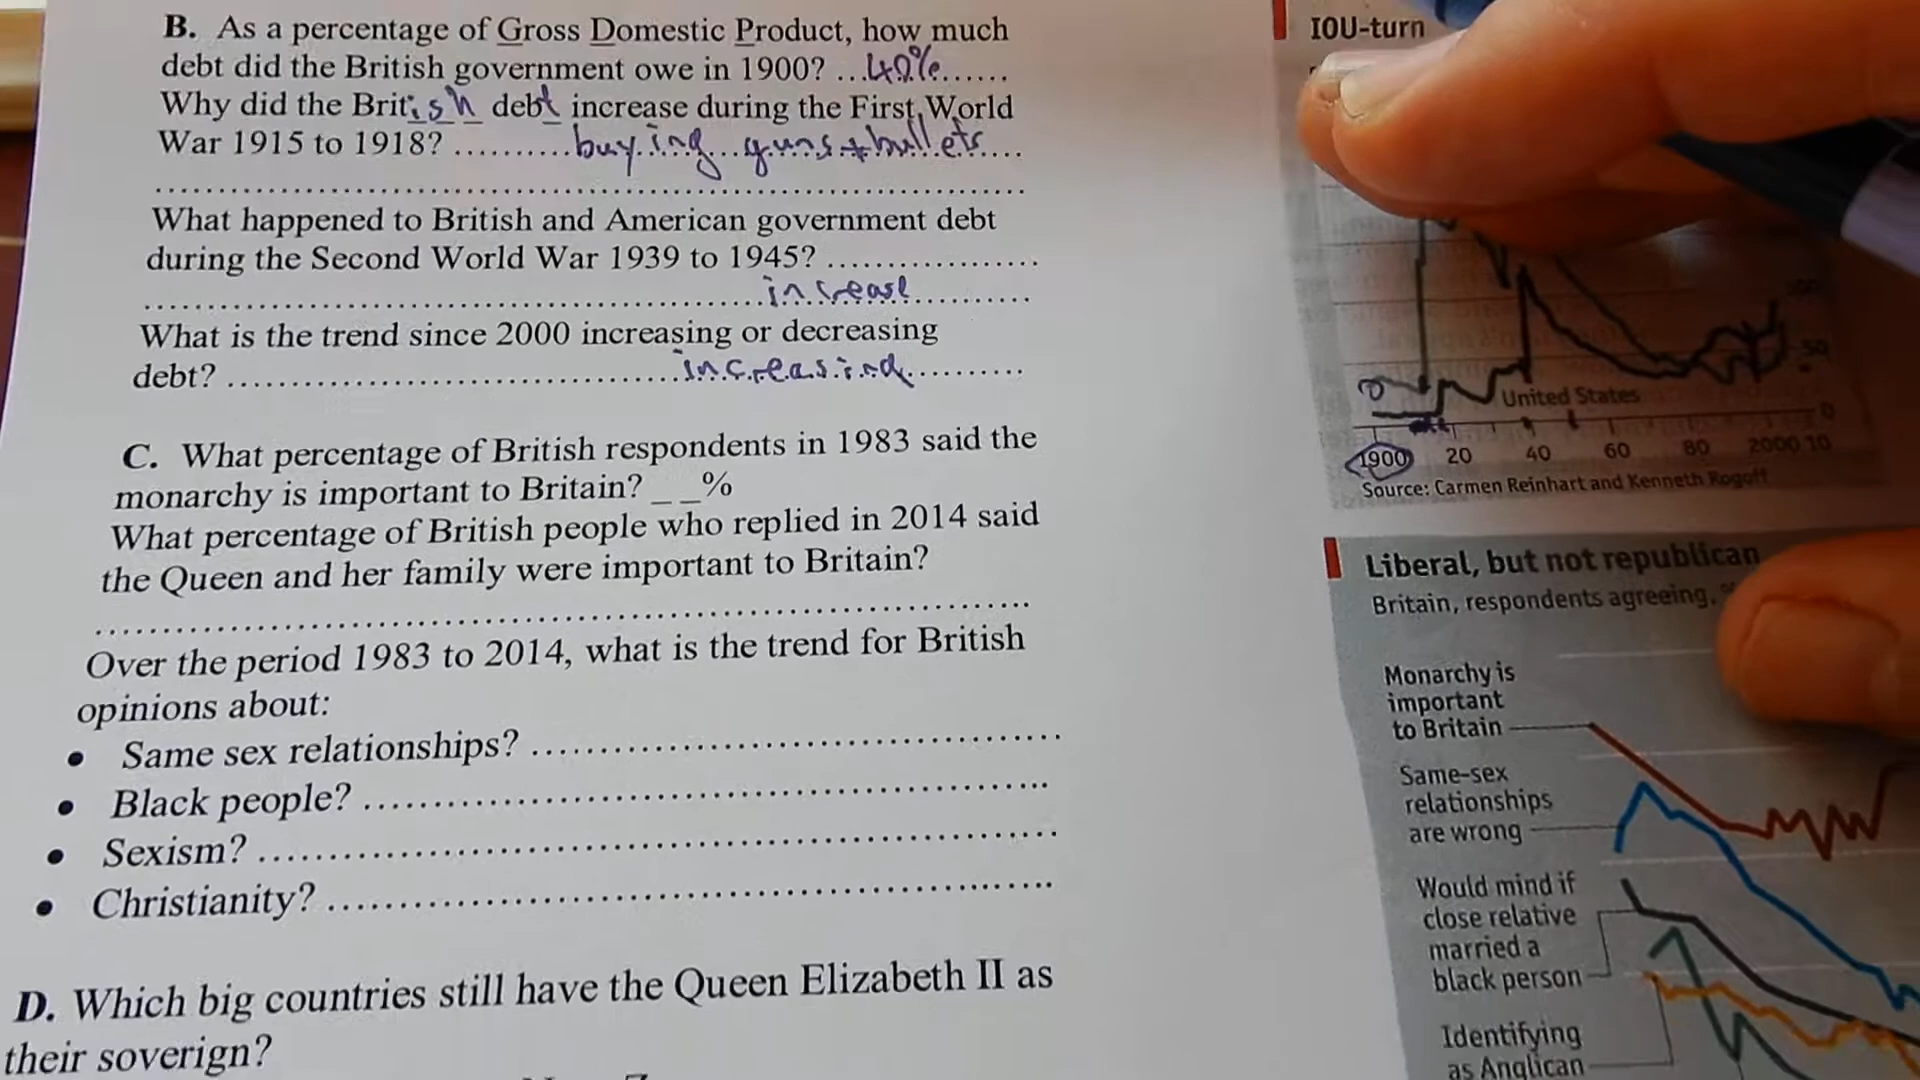 B. As a percentage of Gross Domestic Product, how much
debt did the British government owe in 1900? ...40%......
Why did the British debt increase during the First World
War 1915 to 1918? ..........buying guns + bullets....
What happened to British and American government debt
during the Second World War 1939 to 1945? ..................
increase
What is the trend since 2000 increasing or decreasing
debt? ..........increasing..........
C. What percentage of British respondents in 1983 said the
monarchy is important to Britain? _ _%
What percentage of British people who replied in 2014 said
the Queen and her family were important to Britain?
Over the period 1983 to 2014, what is the trend for British
opinions about:
• Same sex relationships? ..........
• Black people? ..........
• Sexism? ..........
• Christianity? ..........
D. Which big countries still have the Queen Elizabeth II as
their soverign?
IOU-turn
50
United States
0
1900 20 40 60 80 2000 10
Source: Carmen Reinhart and Kenneth Rogoff
Liberal, but not republican
Britain, respondents agreeing,
Monarchy is
important
to Britain
Same-sex
relationships
are wrong
Would mind if
close relative
married a
black person
Identifying
as Anglican